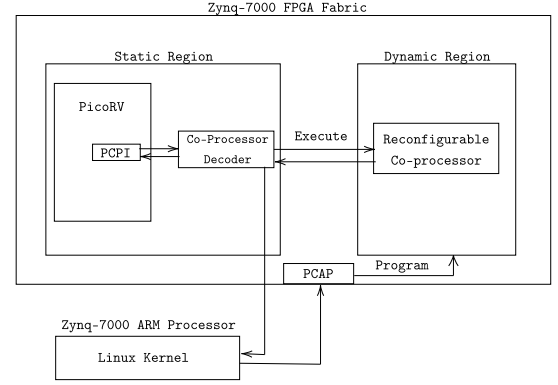 Zynq-7000 FPGA Fabric
Static Region
Dynamic Region
PicoRV
PCPI
Co-Processor
Decoder
Execute
Reconfigurable
Co-processor
PCAP
Program
Zynq-7000 ARM Processor
Linux Kernel